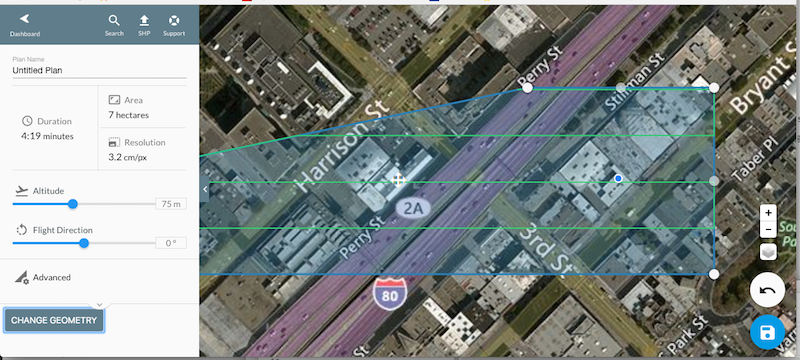 Dashboard
Search
SHP
Support
Plan Name
Untitled Plan
Duration
4:19 minutes
Area
7 hectares
Resolution
3.2 cm/px
Altitude
75 m
Flight Direction
0 °
Advanced
CHANGE GEOMETRY
Perry St
Stillman St
Bryant S
Harrison St
Taber Pl
2A
Perry St
3rd St
80
+
−
Sou
Pa
Park St